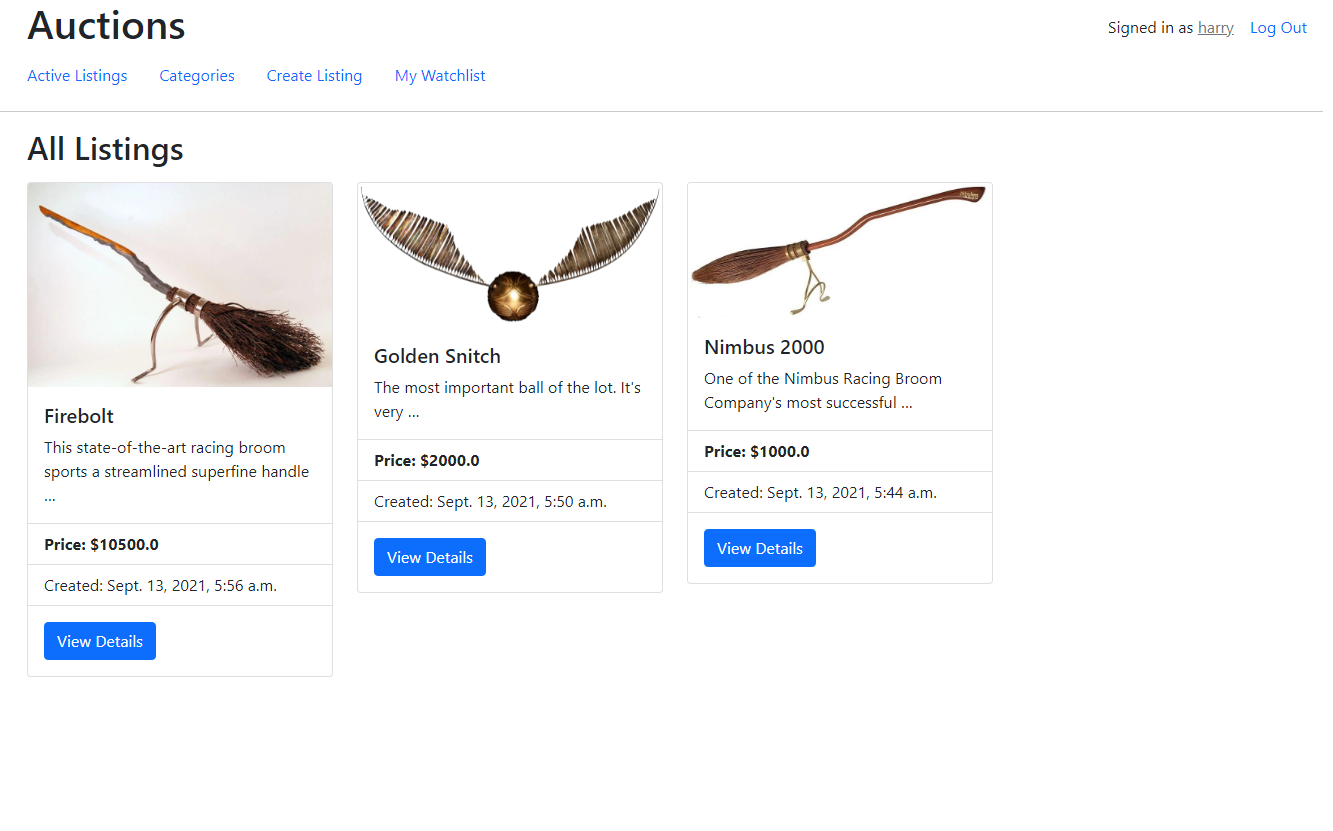 Auctions
Signed in as harry Log Out
Active Listings Categories Create Listing My Watchlist
All Listings
Firebolt
This state-of-the-art racing broom
sports a streamlined superfine handle
...
Price: $10500.0
Created: Sept. 13, 2021, 5:56 a.m.
View Details
Golden Snitch
The most important ball of the lot. It's
very ...
Price: $2000.0
Created: Sept. 13, 2021, 5:50 a.m.
View Details
Nimbus 2000
One of the Nimbus Racing Broom
Company's most successful ...
Price: $1000.0
Created: Sept. 13, 2021, 5:44 a.m.
View Details